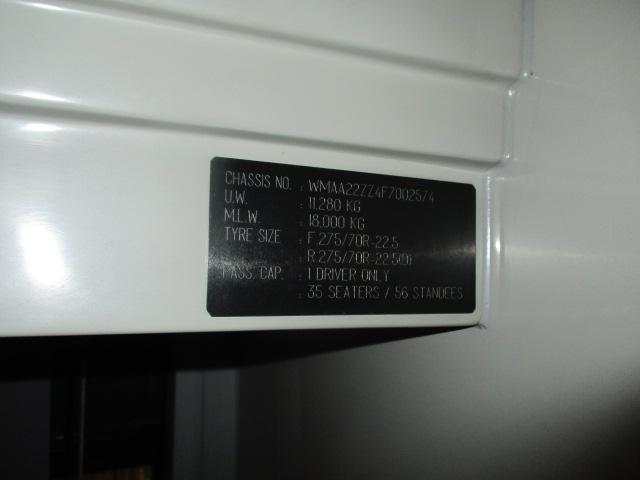 CHASSIS NO. : WMAA22ZZ4F7002574
U.W. : 11,280 KG
M.L.W. : 18,000 KG
TYRE SIZE : F:275/70R-22.5
: R:275/70R-22.5(D)
PASS. CAP. : 1 DRIVER ONLY
: 35 SEATERS / 56 STANDEES